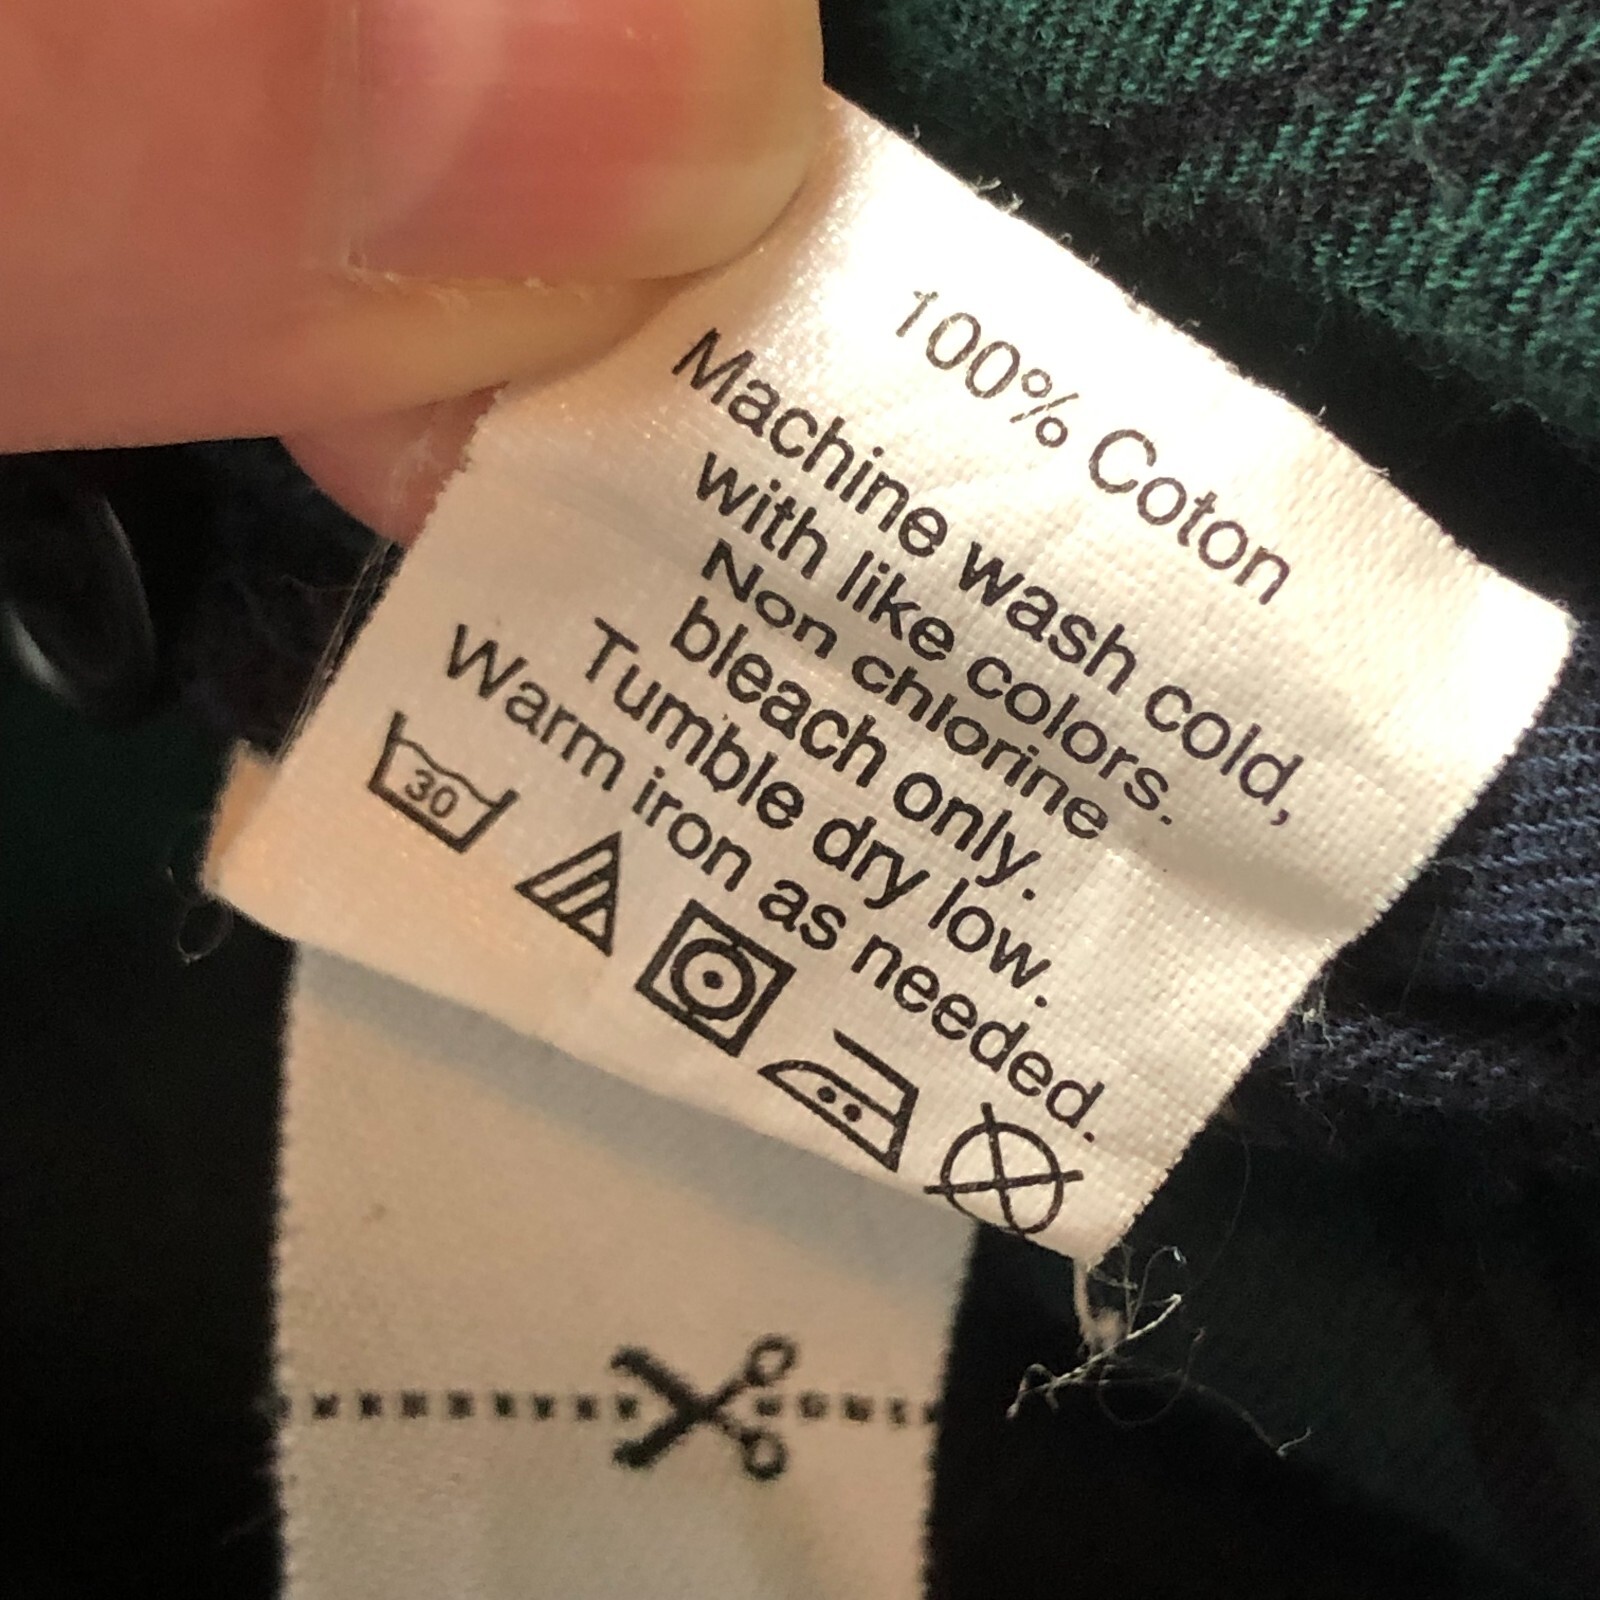 100% Coton
Machine wash cold,
with like colors.
Non chlorine
bleach only.
Tumble dry low.
Warm iron as needed.
30